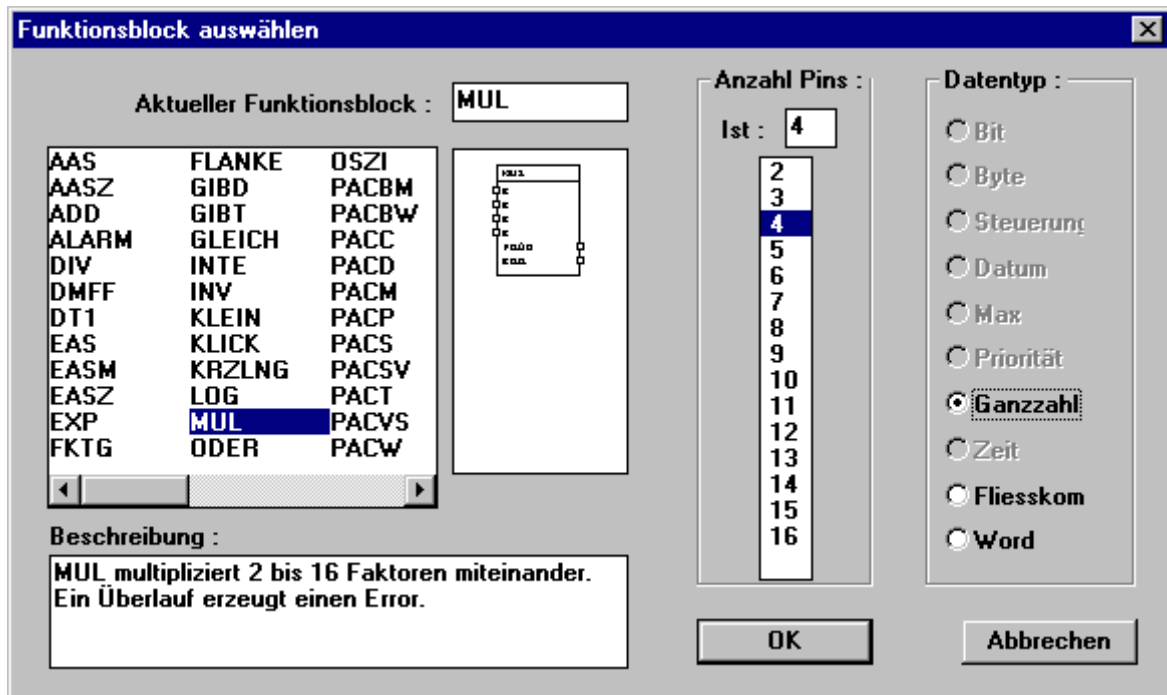 Funktionsblock auswählen
Aktueller Funktionsblock : MUL
AAS FLANKE OSZI
AASZ GIBD PACBM
ADD GIBT PACBW
ALARM GLEICH PACC
DIV INTE PACD
DMFF INV PACM
DT1 KLEIN PACP
EAS KLICK PACS
EASM KRZLNG PACSV
EASZ LOG PACT
EXP MUL PACVS
FKTG ODER PACW
Beschreibung :
MUL multipliziert 2 bis 16 Faktoren miteinander.
Ein Überlauf erzeugt einen Error.
Anzahl Pins :
Ist : 4
2
3
4
5
6
7
8
9
10
11
12
13
14
15
16
Datentyp :
Bit
Byte
Steuerung
Datum
Max
Priorität
Ganzzahl
Zeit
Fliesskom
Word
OK
Abbrechen